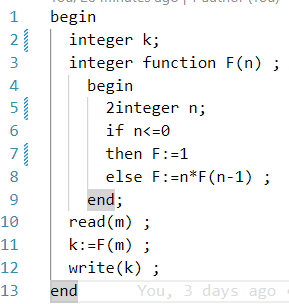 You, 20 minutes ago | 1 author (You)
1 begin
2 integer k;
3 integer function F(n) ;
4 begin
5 2integer n;
6 if n<=0
7 then F:=1
8 else F:=n*F(n-1) ;
9 end;
10 read(m) ;
11 k:=F(m) ;
12 write(k) ;
13 end You, 3 days ago